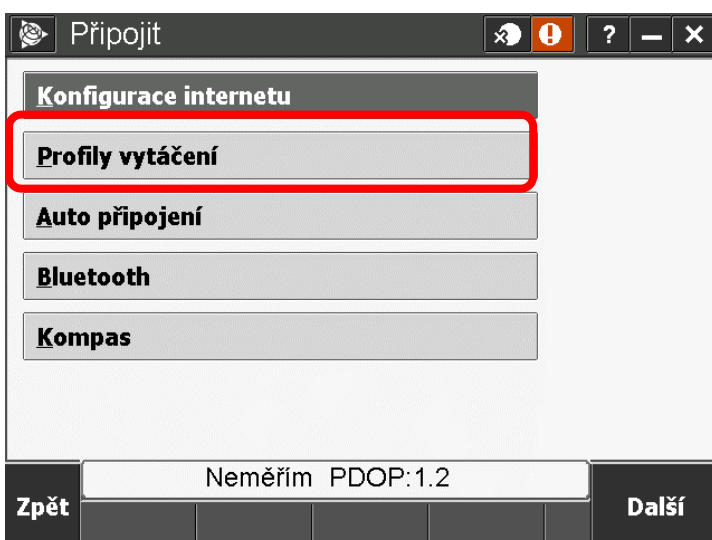 Připojit
?
Konfigurace internetu
Profily vytáčení
Auto připojení
Bluetooth
Kompas
Neměřím PDOP:1.2
Zpět
Další